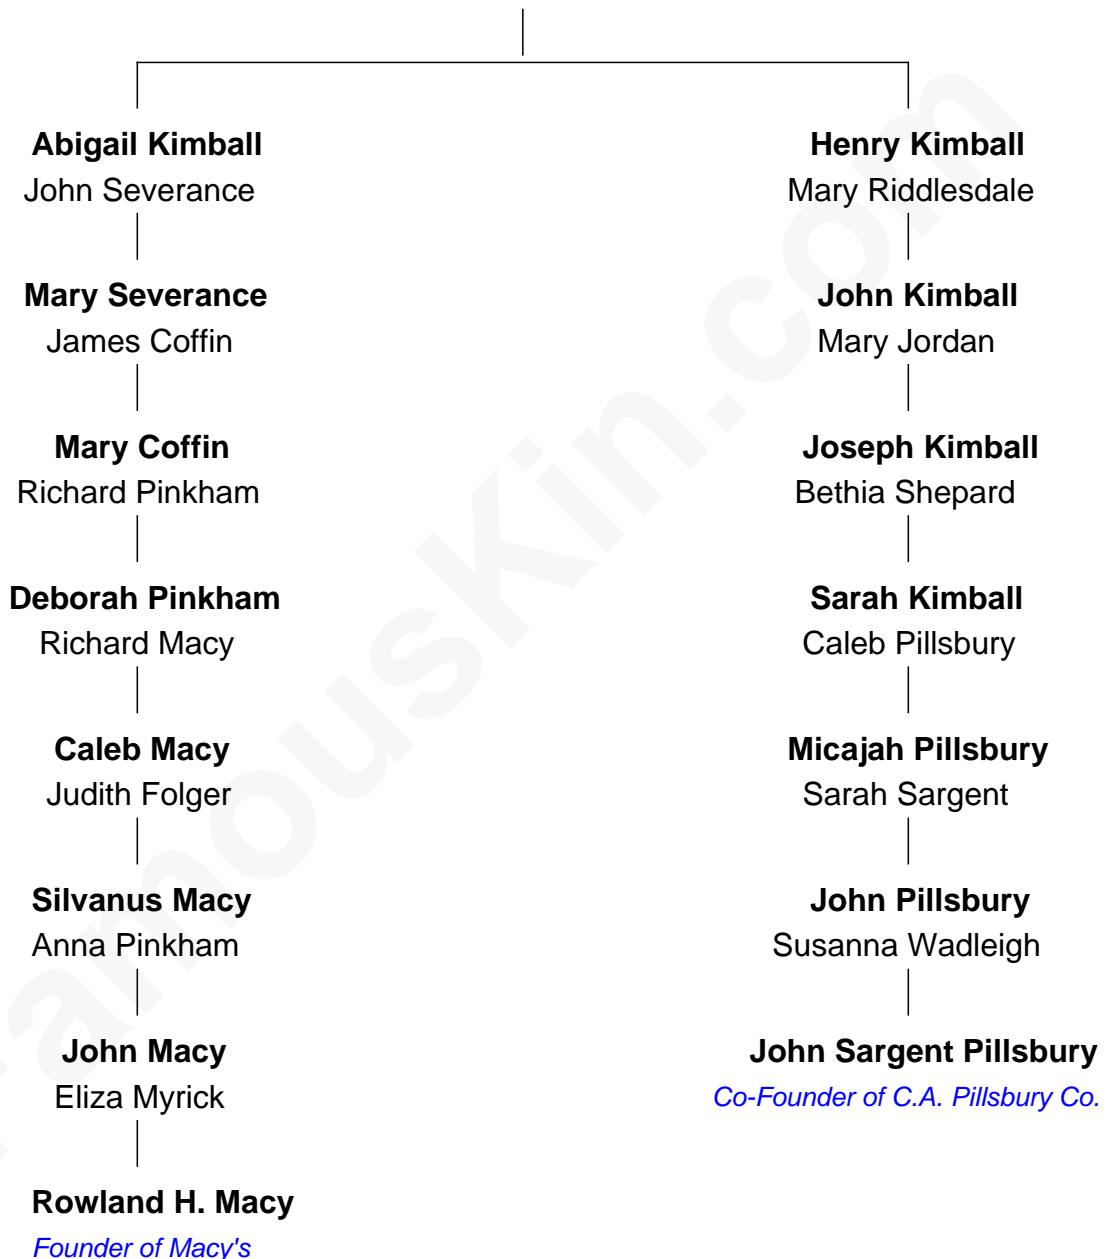 Abigail Kimball
John Severance
Henry Kimball
Mary Riddlesdale
Mary Severance
James Coffin
John Kimball
Mary Jordan
Mary Coffin
Richard Pinkham
Joseph Kimball
Bethia Shepard
Deborah Pinkham
Richard Macy
Sarah Kimball
Caleb Pillsbury
Caleb Macy
Judith Folger
Micajah Pillsbury
Sarah Sargent
Silvanus Macy
Anna Pinkham
John Pillsbury
Susanna Wadleigh
John Macy
Eliza Myrick
John Sargent Pillsbury
Co-Founder of C.A. Pillsbury Co.
Rowland H. Macy
Founder of Macy's
FamousKin.com